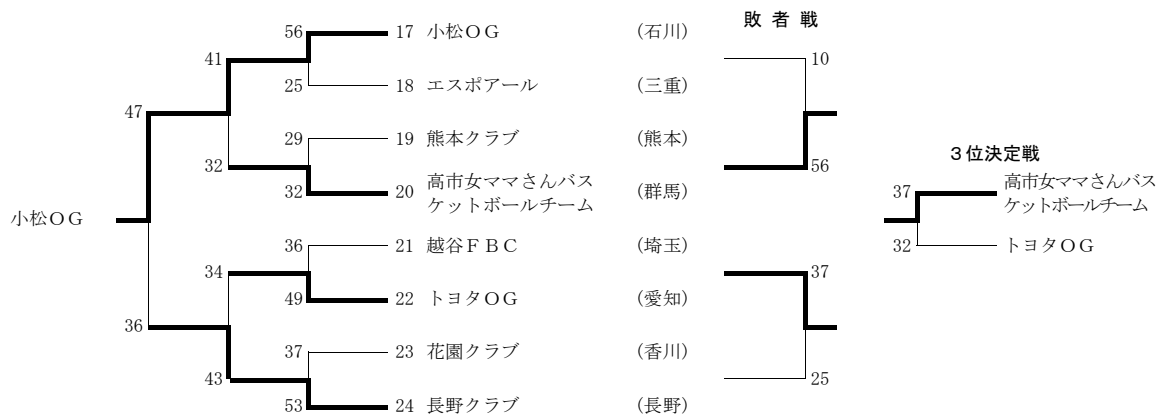 敗者戦
56 17 小松ＯＧ (石川)
41 10
25 18 エスポアール (三重)
47
29 19 熊本クラブ (熊本)
32 56
３位決定戦
32 20 高市女ママさんバス
ケットボールチーム (群馬)
37 高市女ママさんバス
ケットボールチーム
小松ＯＧ
36 21 越谷ＦＢＣ (埼玉)
32 トヨタＯＧ
34 37
49 22 トヨタＯＧ (愛知)
36
37 23 花園クラブ (香川)
43 25
53 24 長野クラブ (長野)